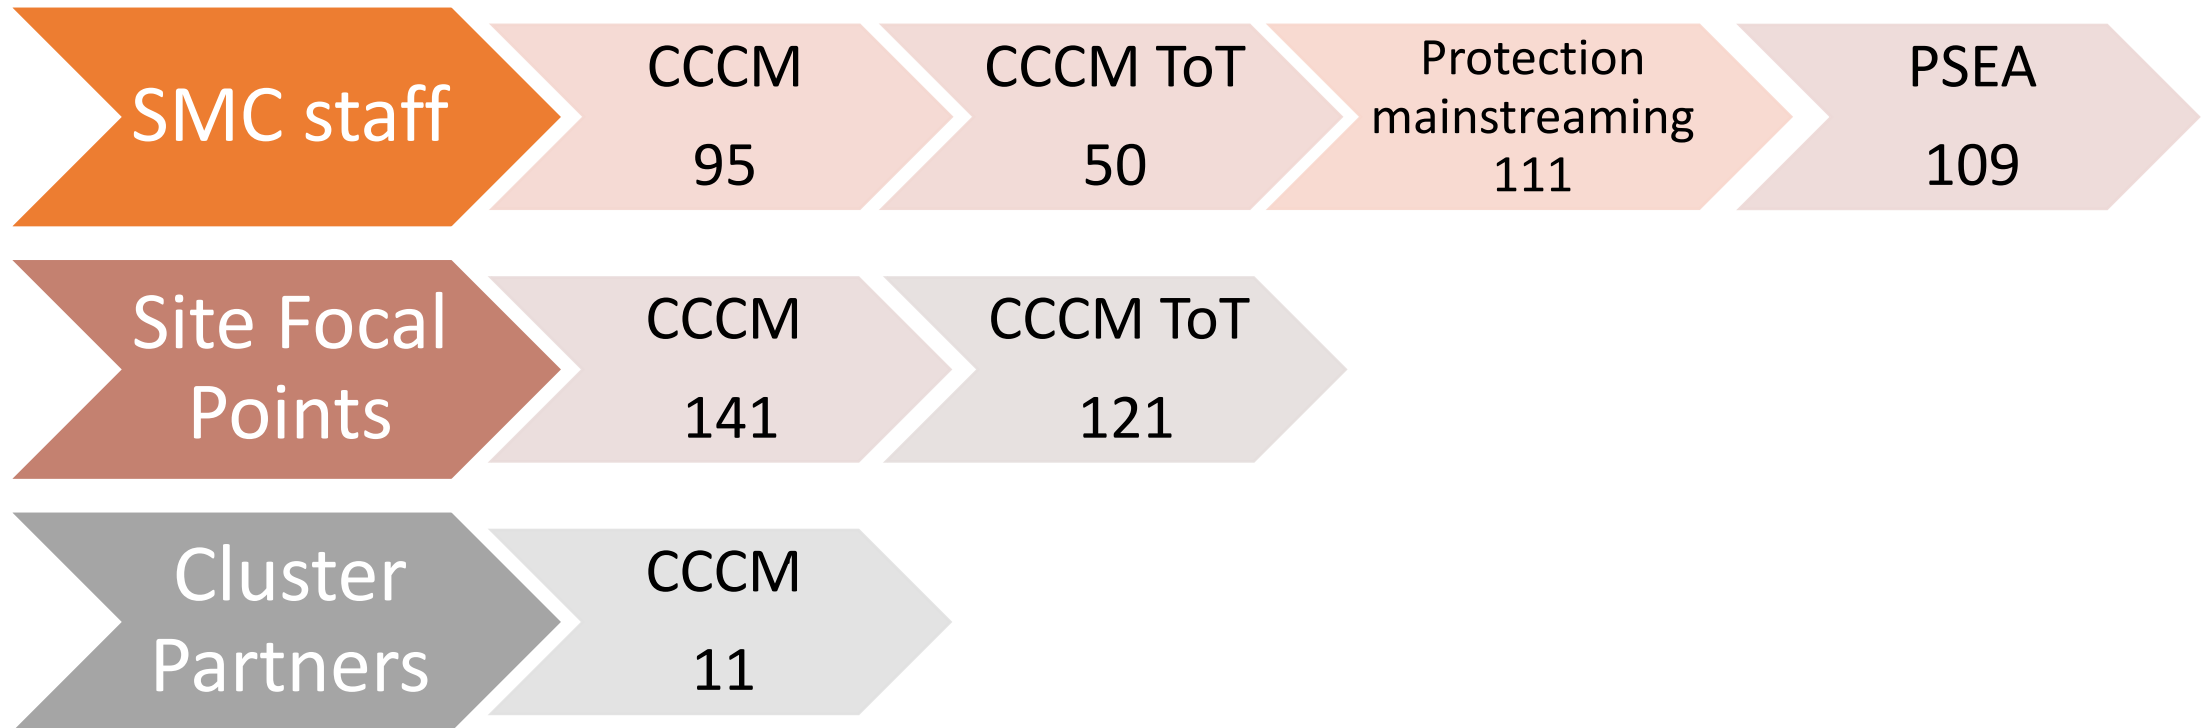 SMC staff
CCCM
95
CCCM ToT
50
Protection
mainstreaming
111
PSEA
109
Site Focal
Points
CCCM
141
CCCM ToT
121
Cluster
Partners
CCCM
11